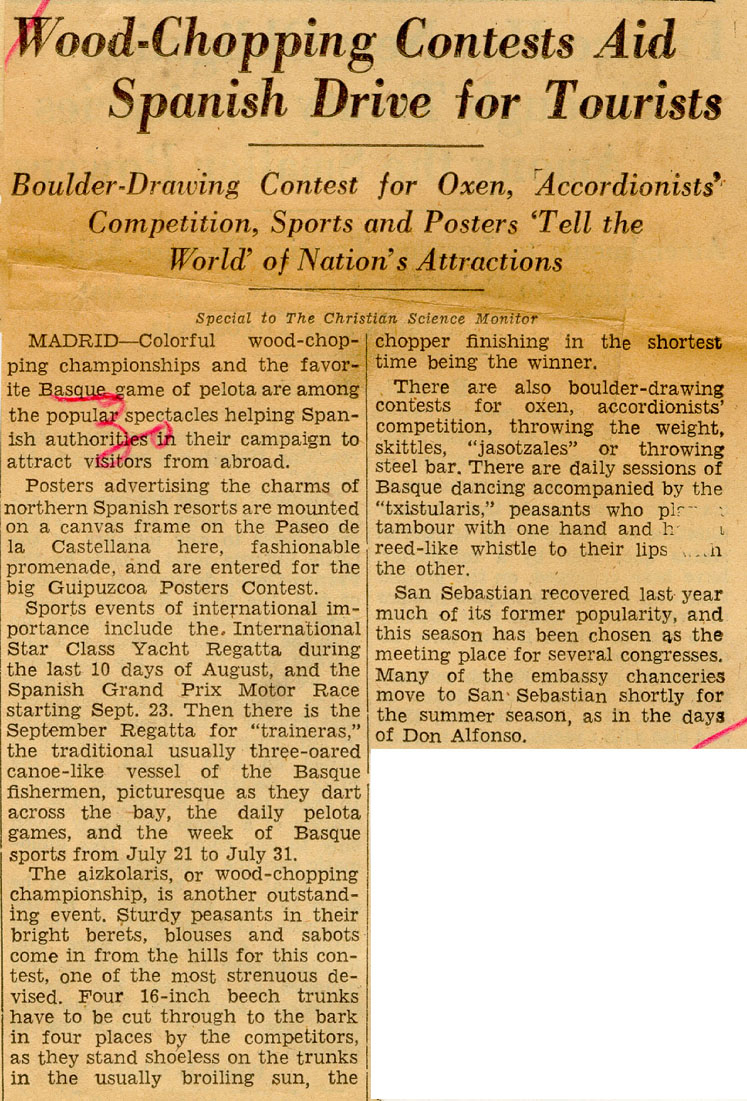 Wood-Chopping Contests Aid
Spanish Drive for Tourists
Boulder-Drawing Contest for Oxen, Accordionists'
Competition, Sports and Posters 'Tell the
World' of Nation's Attractions
Special to The Christian Science Monitor
MADRID—Colorful wood-chop-
ping championships and the favor-
ite Basque game of pelota are among
the popular spectacles helping Span-
ish authorities in their campaign to
attract visitors from abroad.
Posters advertising the charms of
northern Spanish resorts are mounted
on a canvas frame on the Paseo de
la Castellana here, fashionable
promenade, and are entered for the
big Guipuzcoa Posters Contest.
Sports events of international im-
portance include the International
Star Class Yacht Regatta during
the last 10 days of August, and the
Spanish Grand Prix Motor Race
starting Sept. 23. Then there is the
September Regatta for "traineras,"
the traditional usually three-oared
canoe-like vessel of the Basque
fishermen, picturesque as they dart
across the bay, the daily pelota
games, and the week of Basque
sports from July 21 to July 31.
The aizkolaris, or wood-chopping
championship, is another outstand-
ing event. Sturdy peasants in their
bright berets, blouses and sabots
come in from the hills for this con-
test, one of the most strenuous de-
vised. Four 16-inch beech trunks
have to be cut through to the bark
in four places by the competitors,
as they stand shoeless on the trunks
in the usually broiling sun, the
chopper finishing in the shortest
time being the winner.
There are also boulder-drawing
contests for oxen, accordionists'
competition, throwing the weight,
skittles, "jasotzales" or throwing
steel bar. There are daily sessions of
Basque dancing accompanied by the
"txistularis," peasants who
tambour with one hand and
reed-like whistle to their lips
the other.
San Sebastian recovered last year
much of its former popularity, and
this season has been chosen as the
meeting place for several congresses.
Many of the embassy chanceries
move to San Sebastian shortly for
the summer season, as in the days
of Don Alfonso.